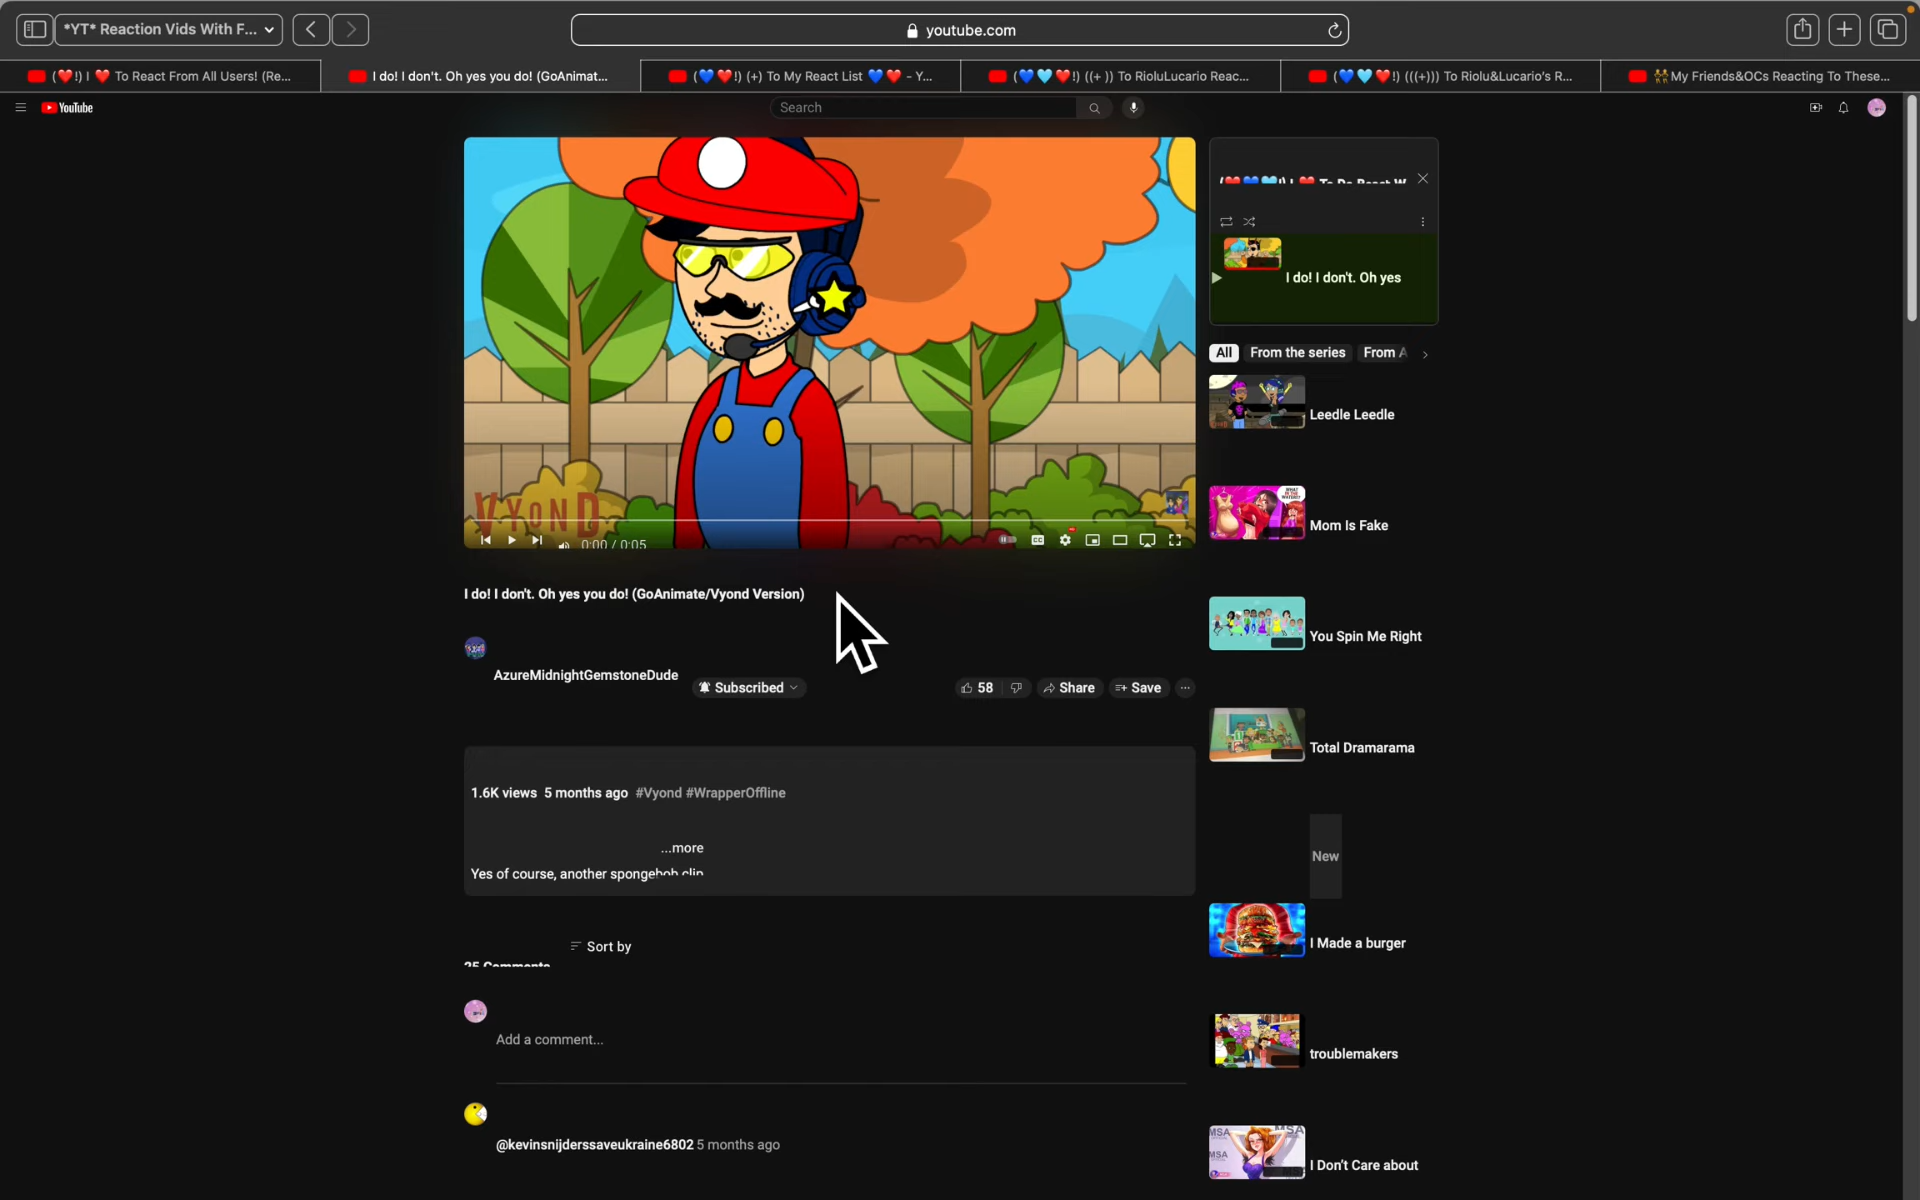 *YT* Reaction Vids With F...
youtube.com
(❤️!) I ❤️ To React From All Users! (Re...
I do! I don't. Oh yes you do! (GoAnimat...
(💙❤️!) (+) To My React List 💙❤️ - Y...
(💙🩵❤️!) ((+ )) To RioluLucario Reac...
(💙🩵❤️!) (((+))) To Riolu&Lucario's R...
👯My Friends&OCs Reacting To These...
YouTube
Search
I do! I don't. Oh yes
VYOND
0:00 / 0:05
All
From the series
From A
Leedle Leedle
Mom Is Fake
I do! I don't. Oh yes you do! (GoAnimate/Vyond Version)
You Spin Me Right
AzureMidnightGemstoneDude
Subscribed
58
Share
Save
Total Dramarama
1.6K views 5 months ago #Vyond #WrapperOffline
...more
Yes of course, another spongebob clip
New
I Made a burger
Sort by
25 Comments
Add a comment...
troublemakers
@kevinsnijderssaveukraine6802 5 months ago
MSA
I Don't Care about